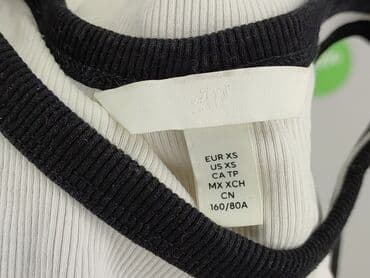 EUR XS
US XS
CA TP
MX XCH
CN
160/80A